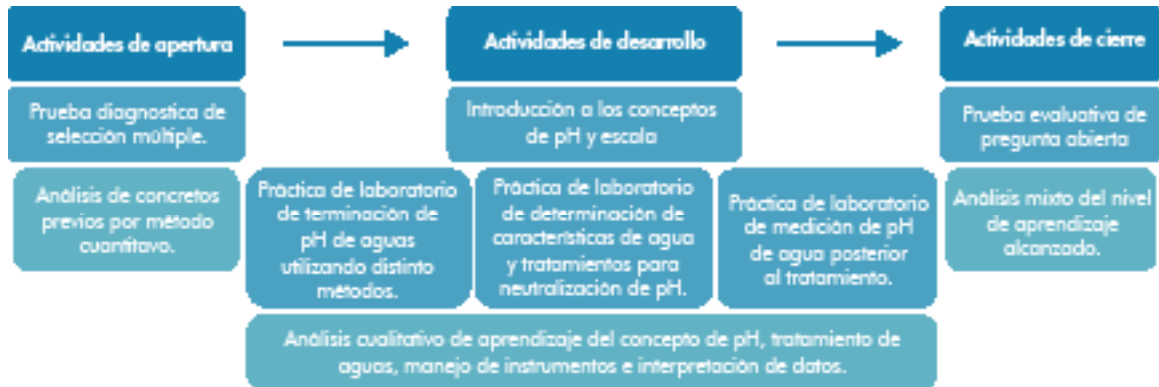 Actividades de apertura
Actividades de desarrollo
Actividades de cierre
Prueba diagnostica de
selección múltiple.
Introducción a los conceptos
de pH y escala
Prueba evaluativa de
pregunta abierta
Análisis de concretos
previos por método
cuantitavo.
Práctica de laboratorio
de terminación de
pH de aguas
utilizando distinto
métodos.
Práctica de laboratorio
de determinación de
características de agua
y tratamientos para
neutralización de pH.
Práctica de laboratorio
de medición de pH
de agua posterior
al tratamiento.
Análisis mixto del nivel
de aprendizaje
alcanzado.
Análisis cualitativo de aprendizaje del concepto de pH, tratamiento de
aguas, manejo de instrumentos e interpretación de datos.